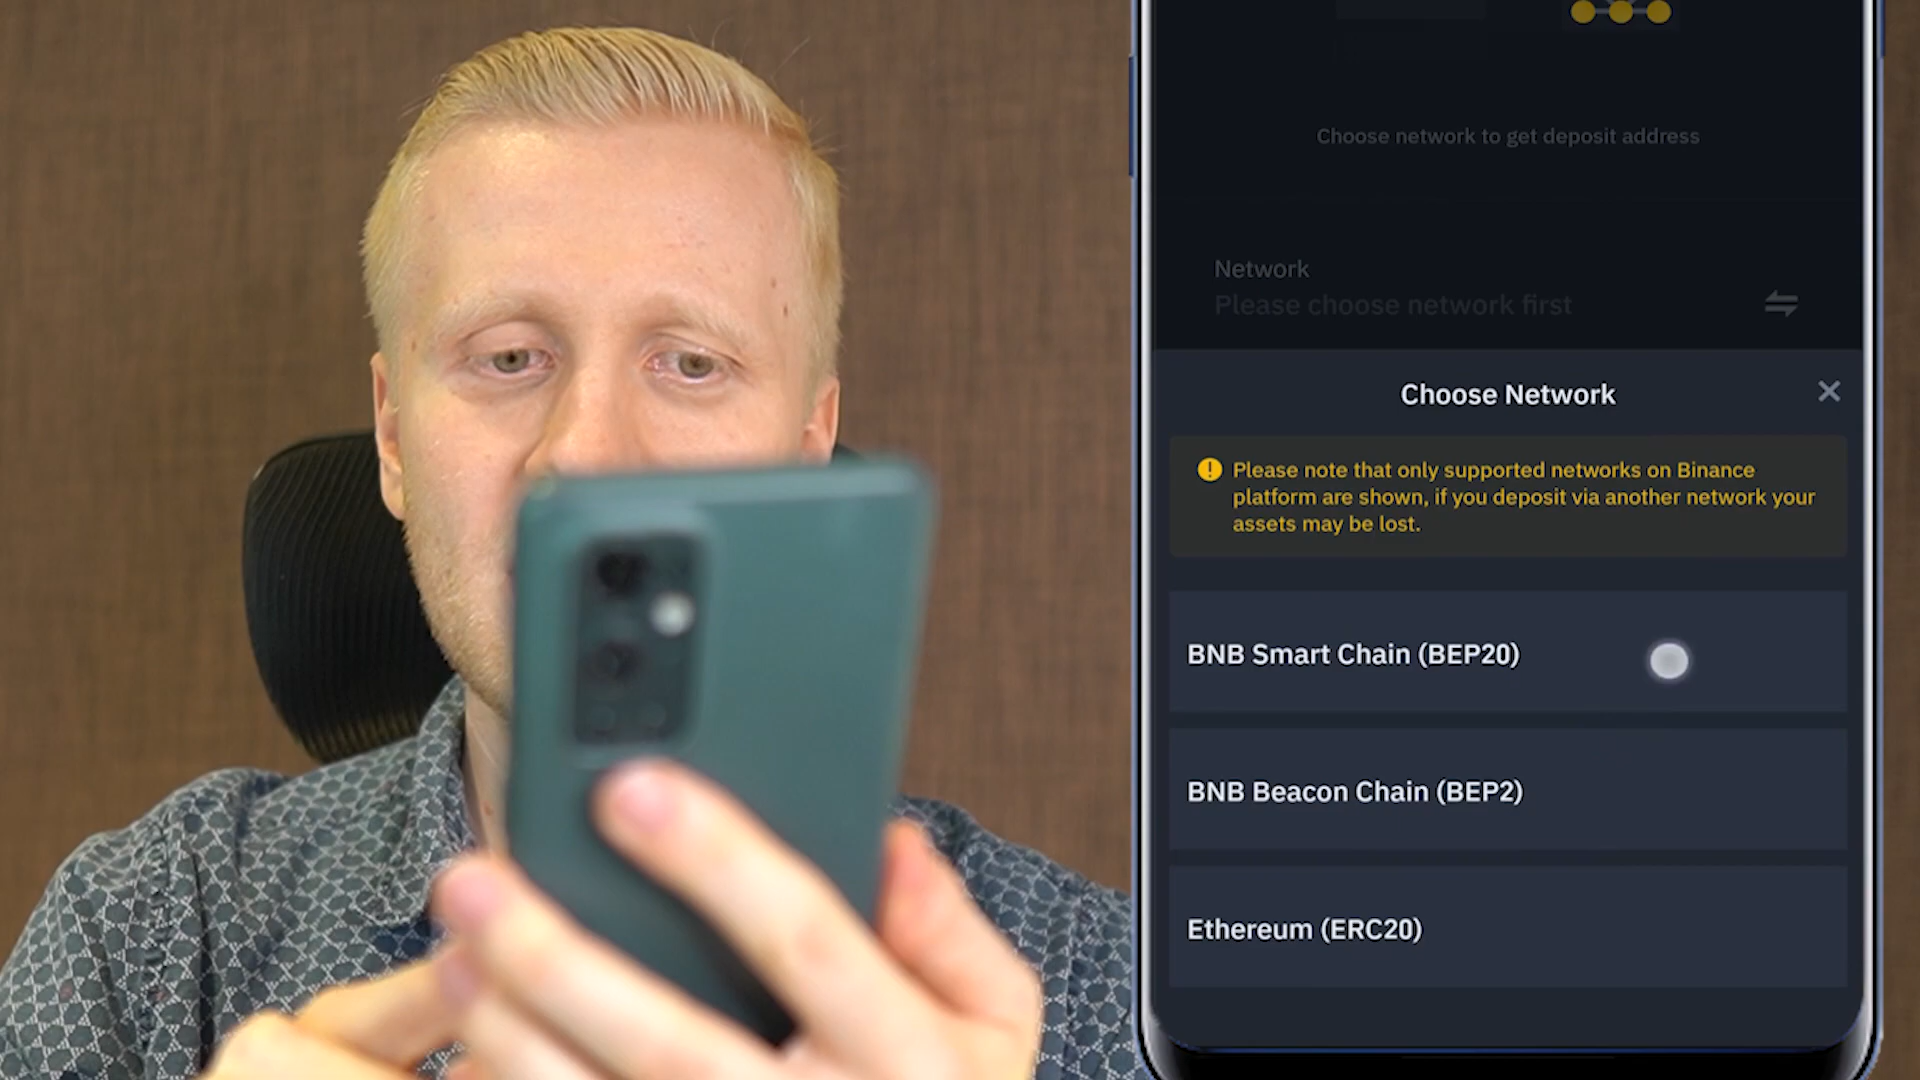 Choose network to get deposit address
Network
Please choose network first
Choose Network
Please note that only supported networks on Binance
platform are shown, if you deposit via another network your
assets may be lost.
BNB Smart Chain (BEP20)
BNB Beacon Chain (BEP2)
Ethereum (ERC20)